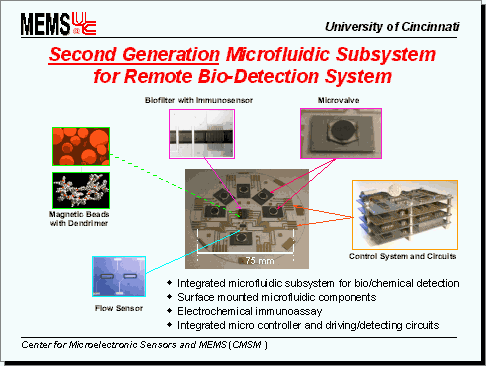 MEMS@UC
University of Cincinnati
Second Generation Microfluidic Subsystem
for Remote Bio-Detection System
Biofilter with Immunosensor
Microvalve
Magnetic Beads
with Dendrimer
75 mm
Control System and Circuits
Flow Sensor
◆ Integrated microfluidic subsystem for bio/chemical detection
◆ Surface mounted microfluidic components
◆ Electrochemical immunoassay
◆ Integrated micro controller and driving/detecting circuits
Center for Microelectronic Sensors and MEMS (CMSM )